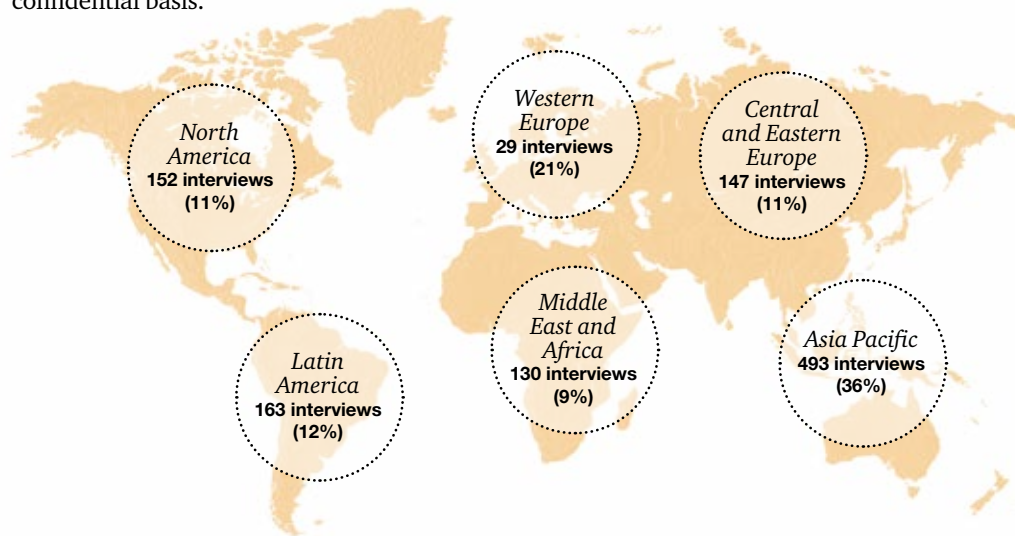 confidential basis.
North
America
152 interviews
(11%)
Western
Europe
29 interviews
(21%)
Central
and Eastern
Europe
147 interviews
(11%)
Latin
America
163 interviews
(12%)
Middle
East and
Africa
130 interviews
(9%)
Asia Pacific
493 interviews
(36%)